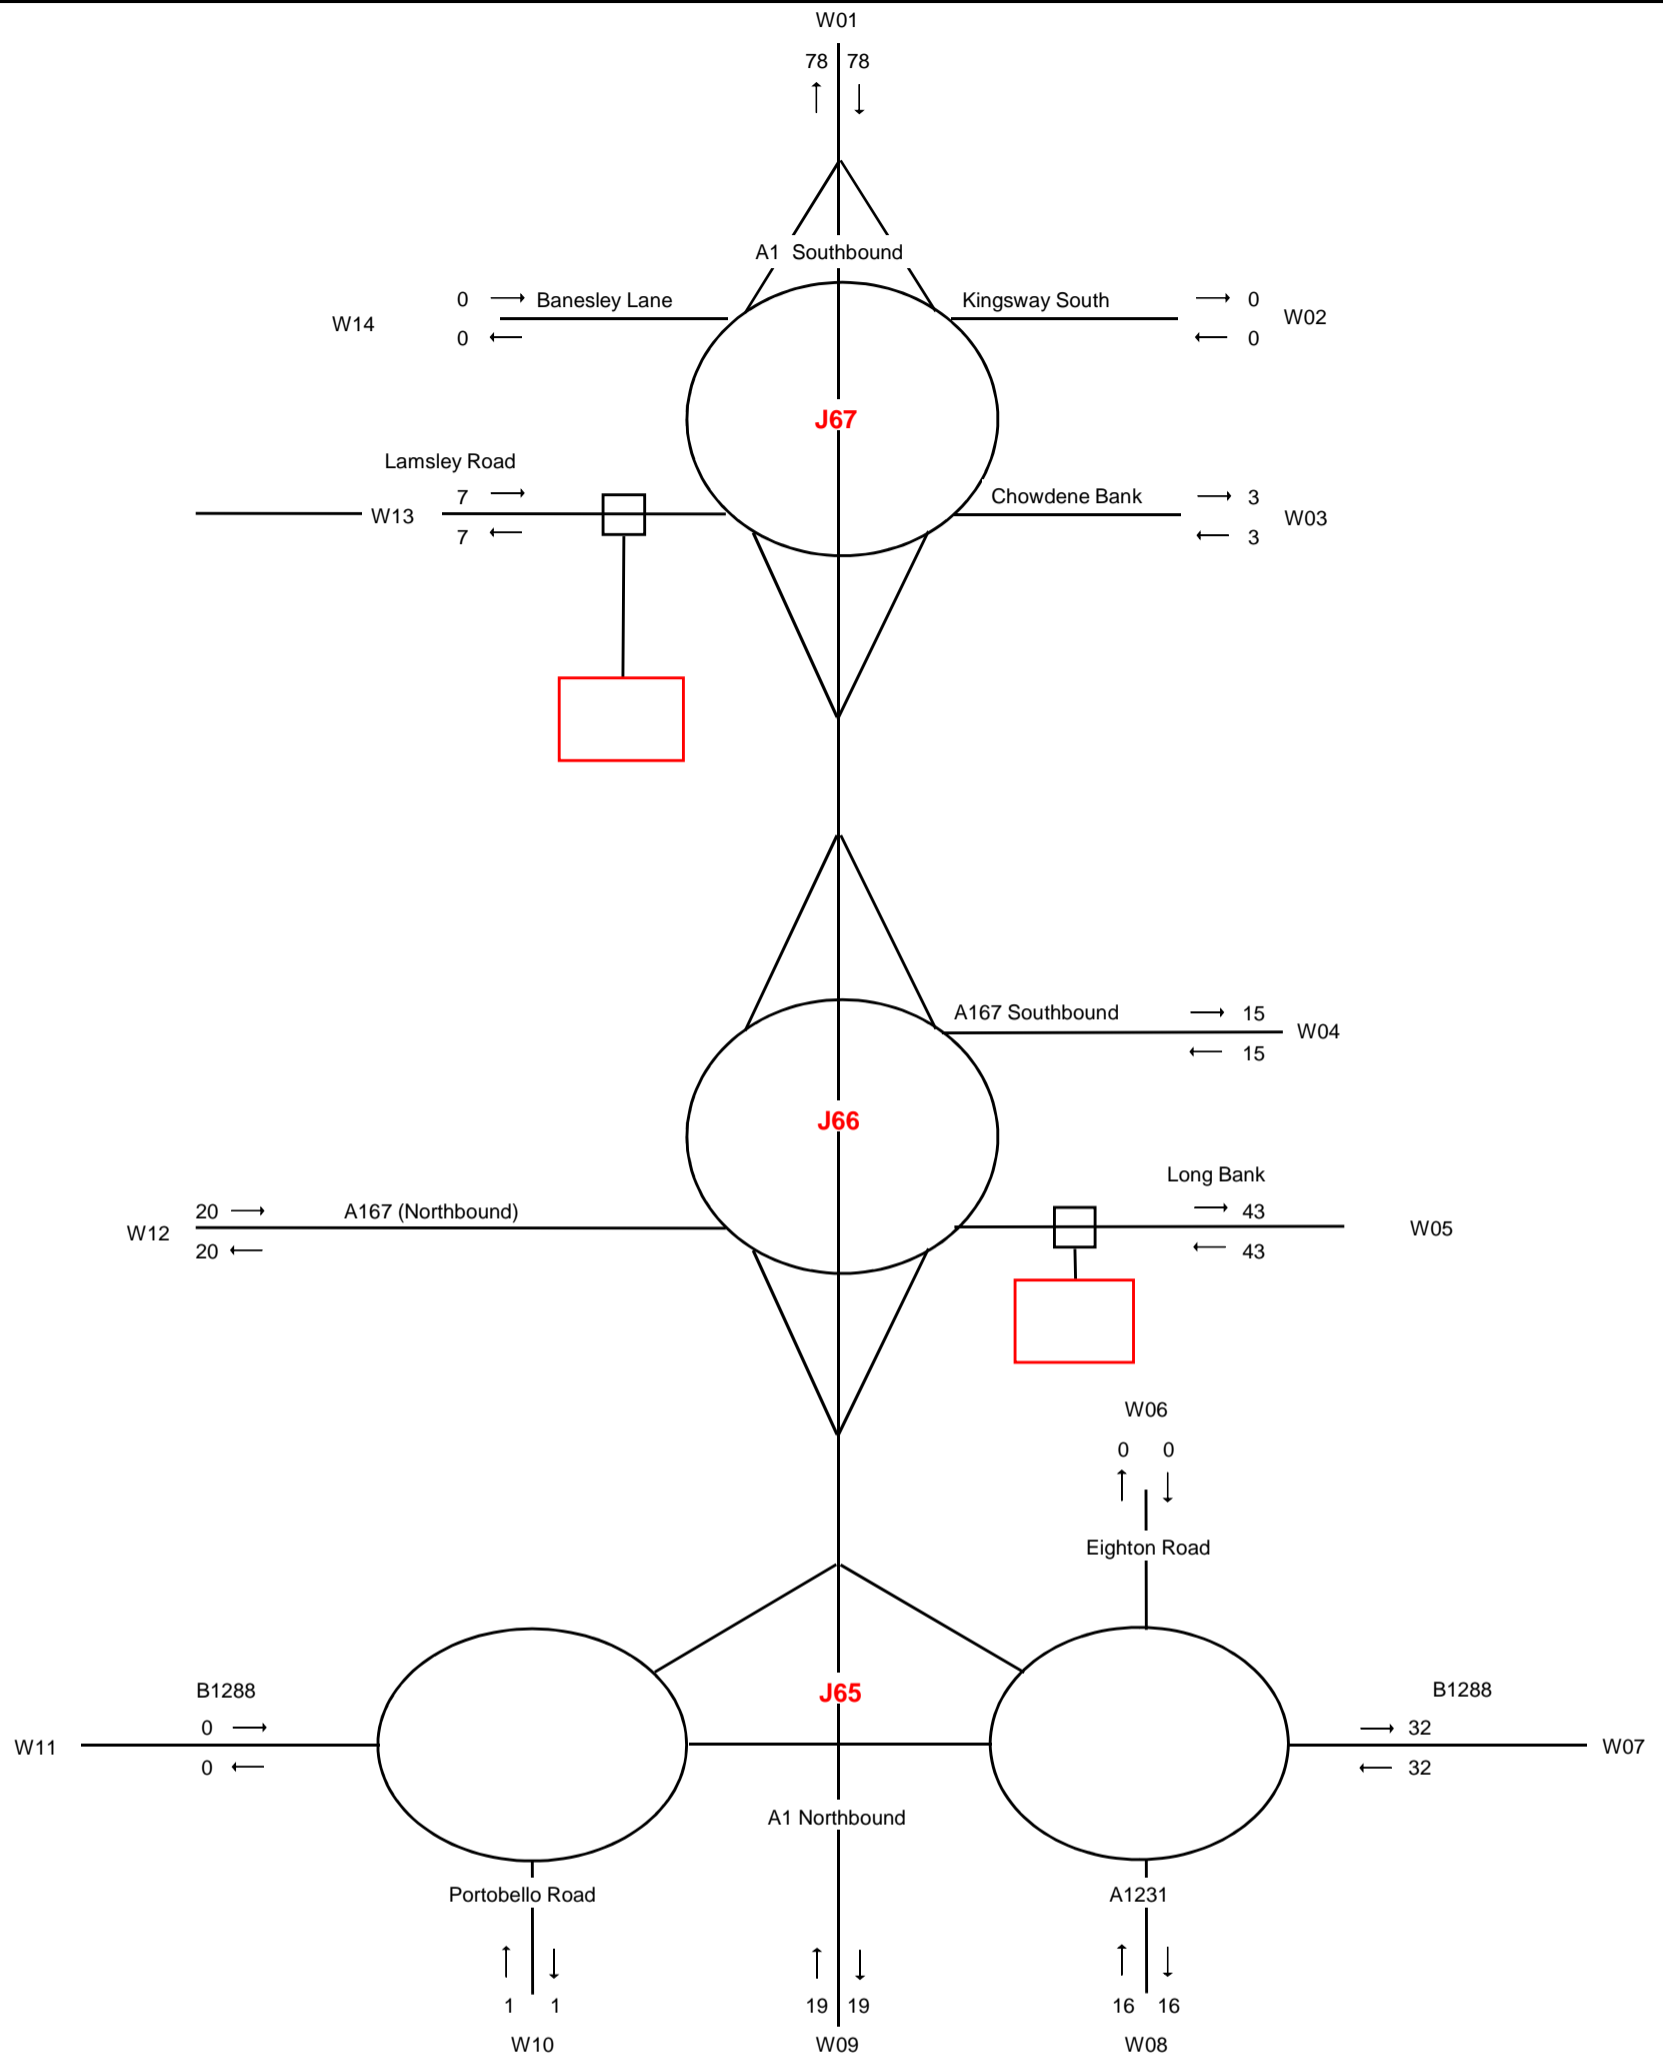 W01
78 78
A1 Southbound
0 Banesley Lane Kingsway South 0
W14 W02
0 0
J67
Lamsley Road
7 Chowdene Bank 3
W13 W03
7 3
A167 Southbound 15
W04
15
J66
Long Bank
20 A167 (Northbound) 43
W12 W05
20 43
W06
0 0
Eighton Road
B1288 J65 B1288
0 32
W11 W07
0 32
A1 Northbound
Portobello Road A1231
1 1 19 19 16 16
W10 W09 W08